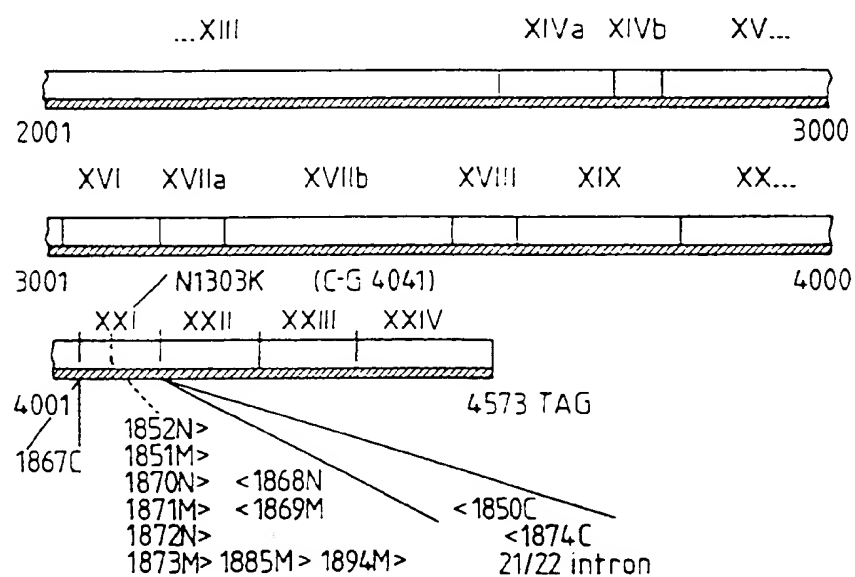 ...XIII XIVa XIVb XV...
2001 3000
XVI XVIIa XVIIb XVIII XIX XX...
3001 N1303K (C-G 4041) 4000
XXI XXII XXIII XXIV
4001 4573 TAG
1867C 1852N>
1851M>
1870N> <1868N
1871M> <1869M <1850C
1872N> <1874C
1873M> 1885M> 1894M> 21/22 intron